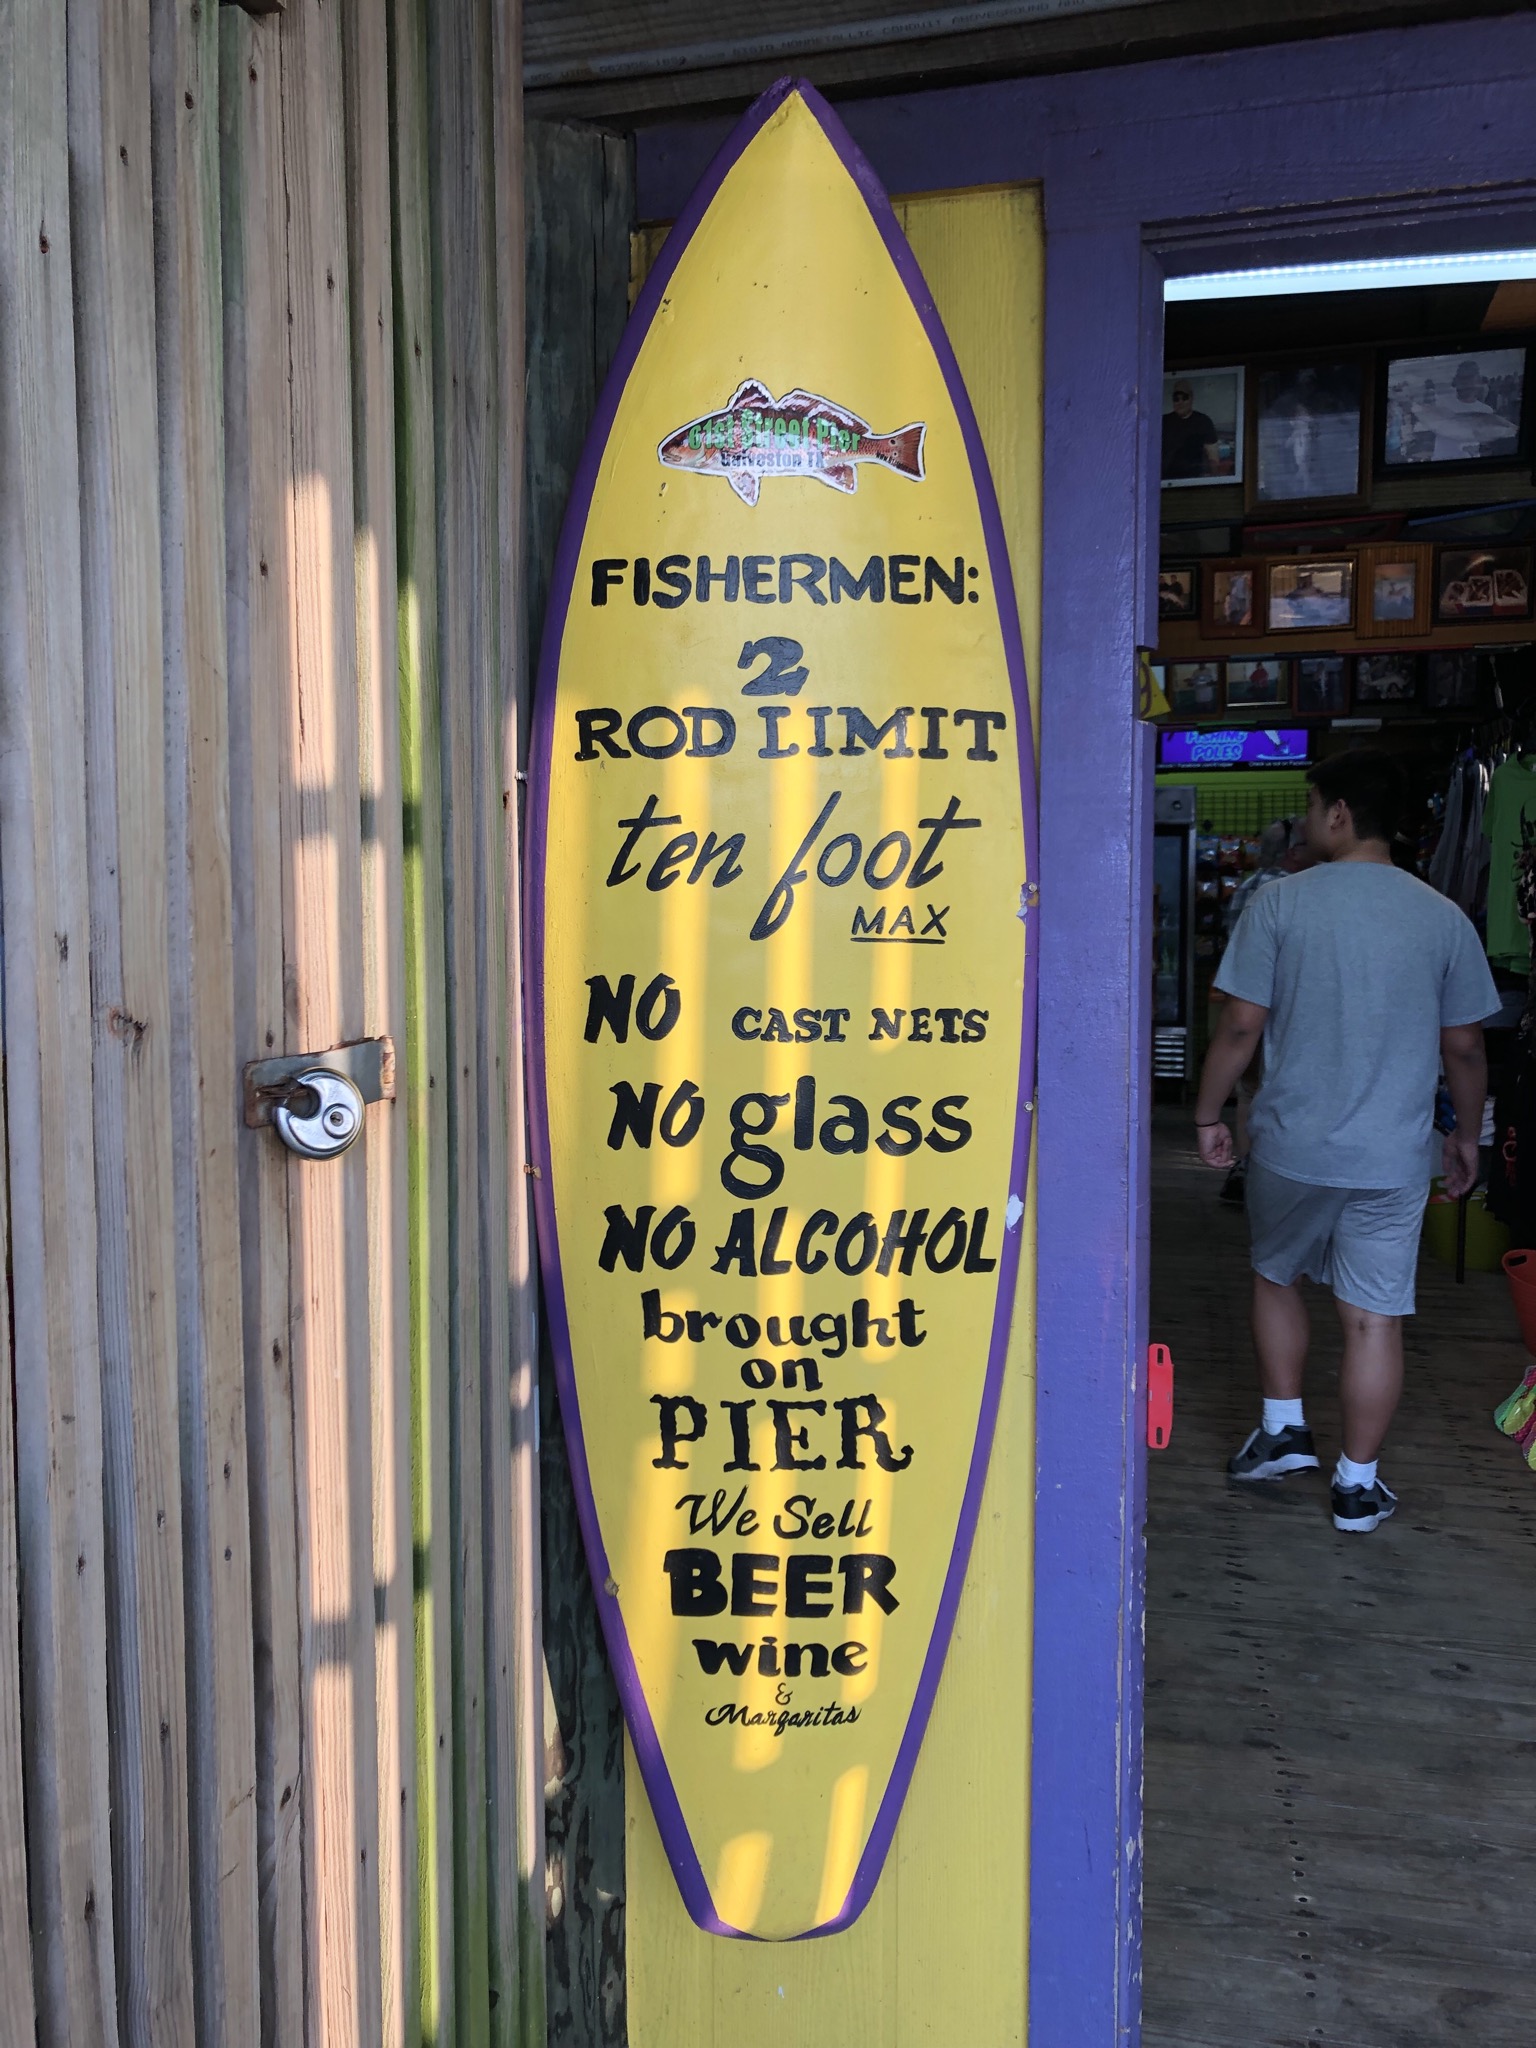 61st Street Pier
Galveston TX
FISHERMEN:
2
ROD LIMIT
ten foot
MAX
NO CAST NETS
NO glass
NO ALCOHOL
brought
on
PIER
We Sell
BEER
wine
&
Margaritas
FISHING
POLES